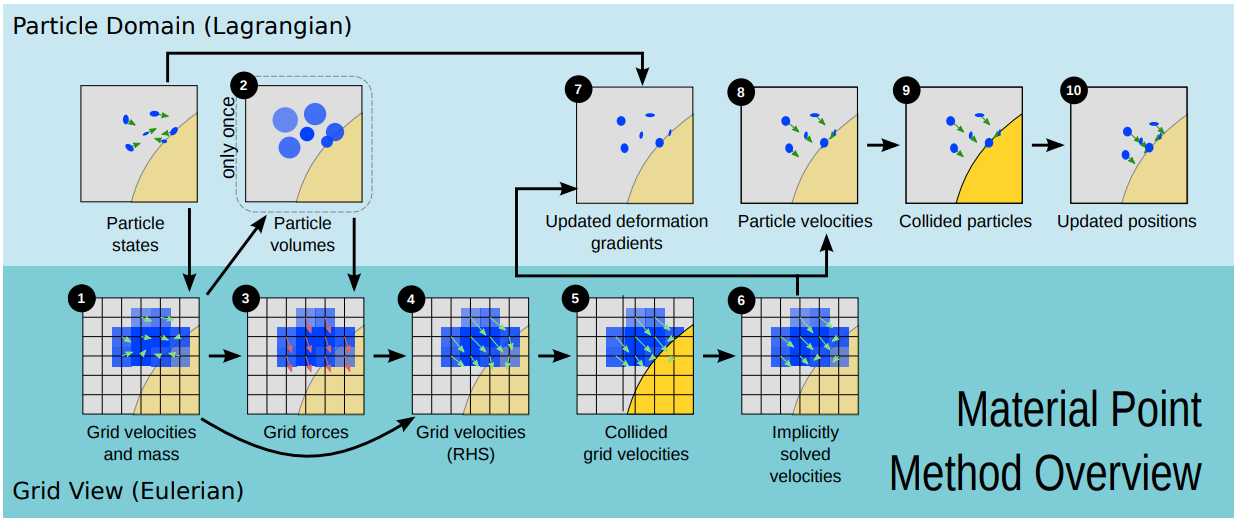 Particle Domain (Lagrangian)
only once
2
7
8
9
10
Particle
states
Particle
volumes
Updated deformation
gradients
Particle velocities
Collided particles
Updated positions
1
3
4
5
6
Grid velocities
and mass
Grid forces
Grid velocities
(RHS)
Collided
grid velocities
Implicitly
solved
velocities
Material Point
Method Overview
Grid View (Eulerian)